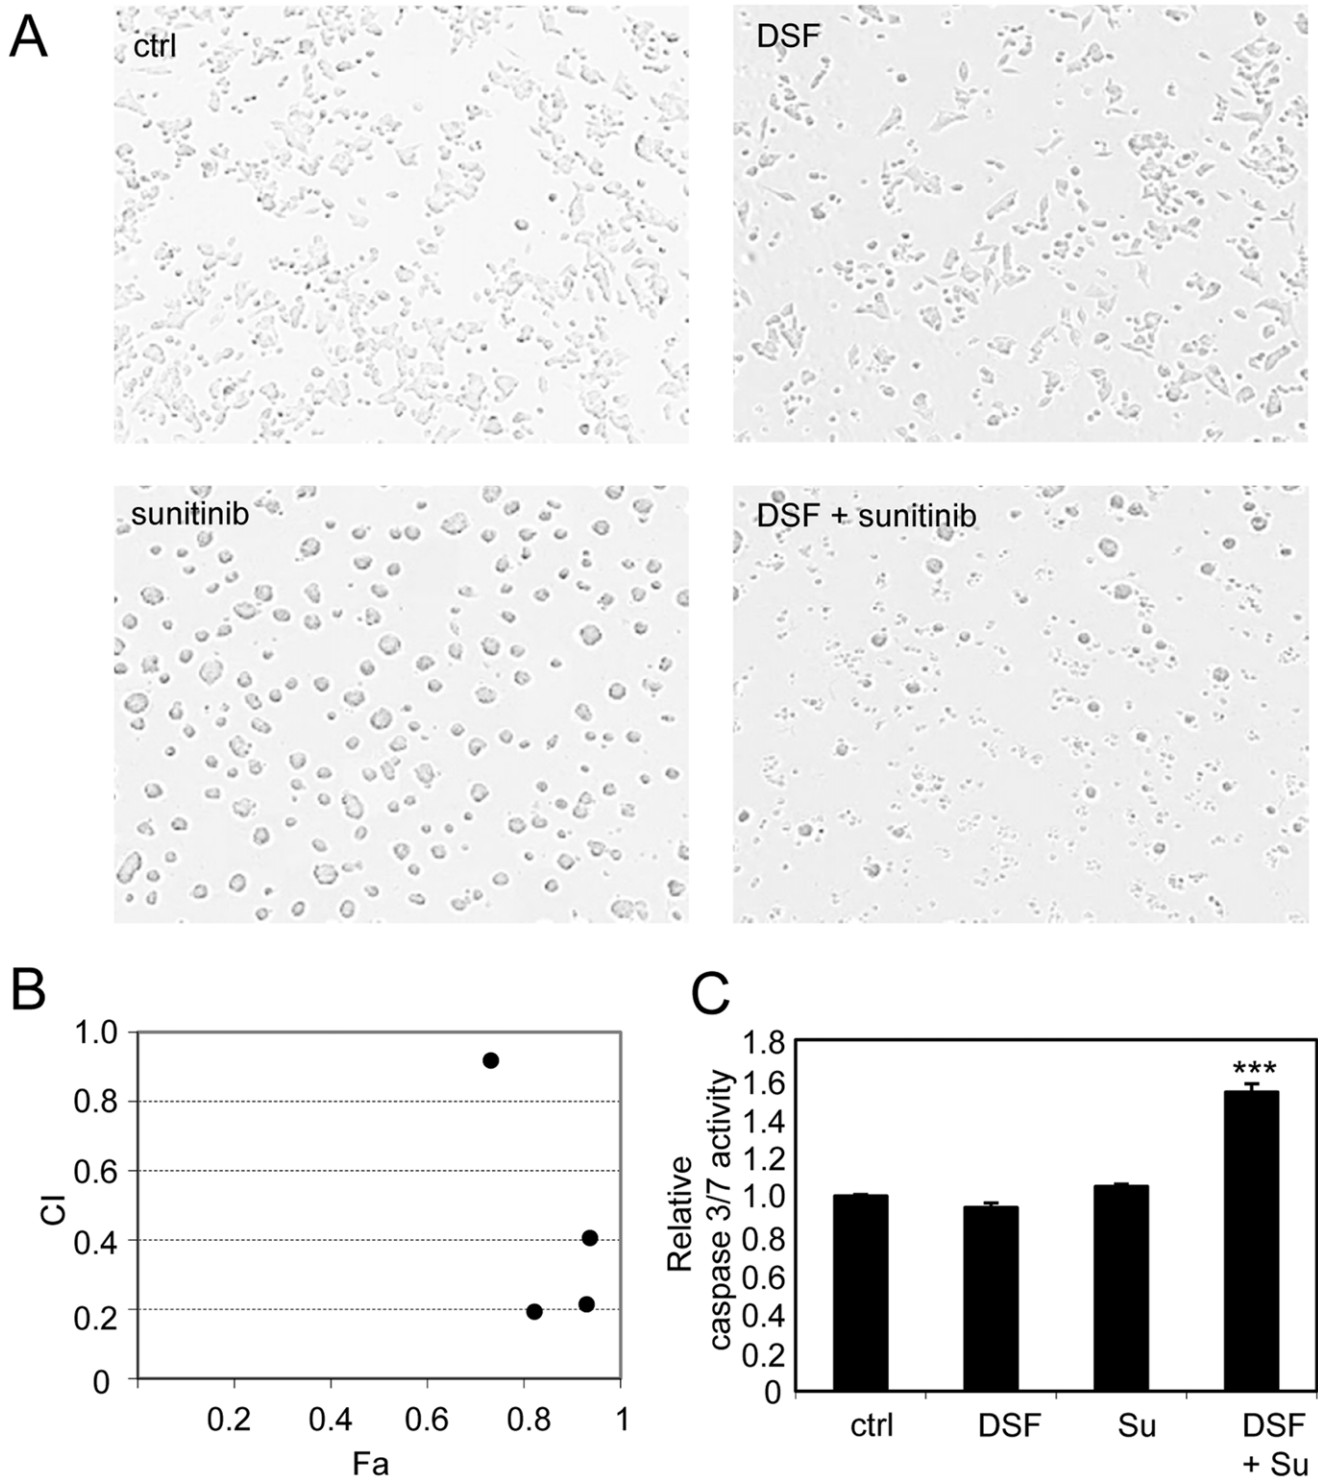 A
ctrl
DSF
sunitinib
DSF + sunitinib
B
1.0
0.8
0.6
0.4
0.2
0
CI
0.2 0.4 0.6 0.8 1
Fa
C
1.8
1.6
1.4
1.2
1.0
0.8
0.6
0.4
0.2
0
Relative
caspase 3/7 activity
***
ctrl DSF Su DSF
+ Su